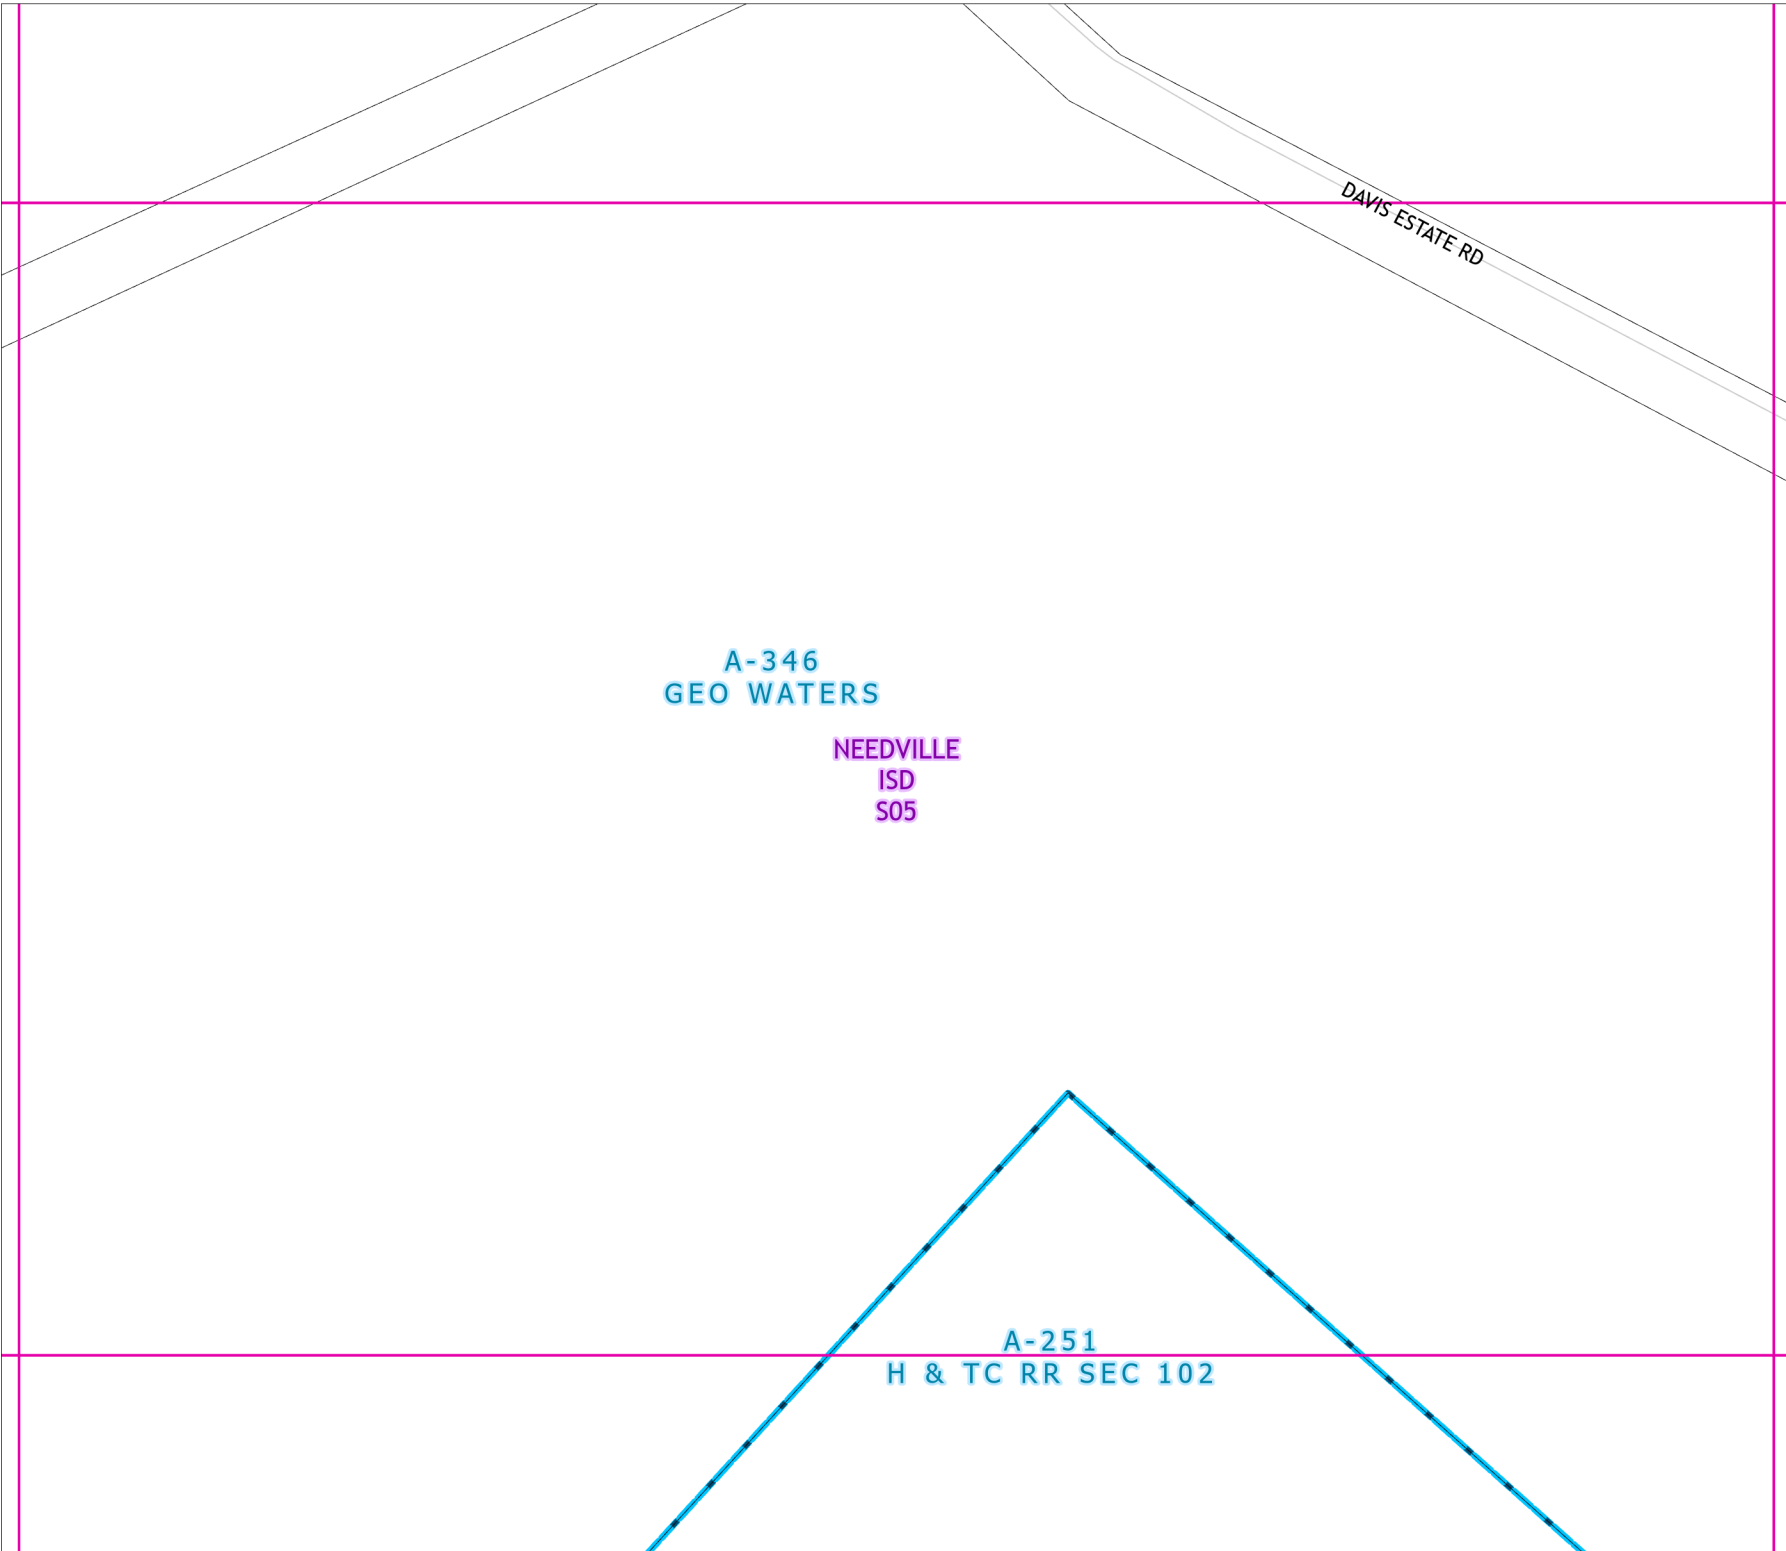 DAVIS ESTATE RD
A-346
GEO WATERS
NEEDVILLE
ISD
S05
A-251
H & TC RR SEC 102